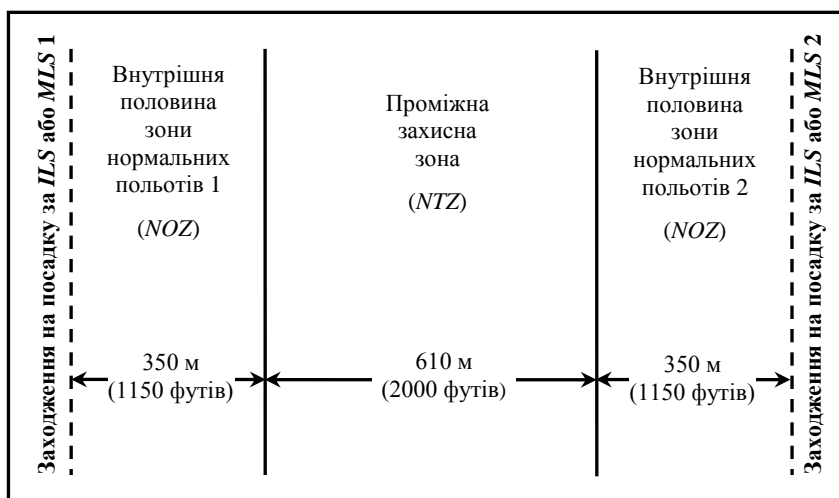 Заходження на посадку за ILS або MLS 1
Внутрішня
половина
зони
нормальних
польотів 1
(NOZ)
Проміжна
захисна
зона
(NTZ)
Внутрішня
половина
зони
нормальних
польотів 2
(NOZ)
Заходження на посадку за ILS або MLS 2
350 м
(1150 футів)
610 м
(2000 футів)
350 м
(1150 футів)